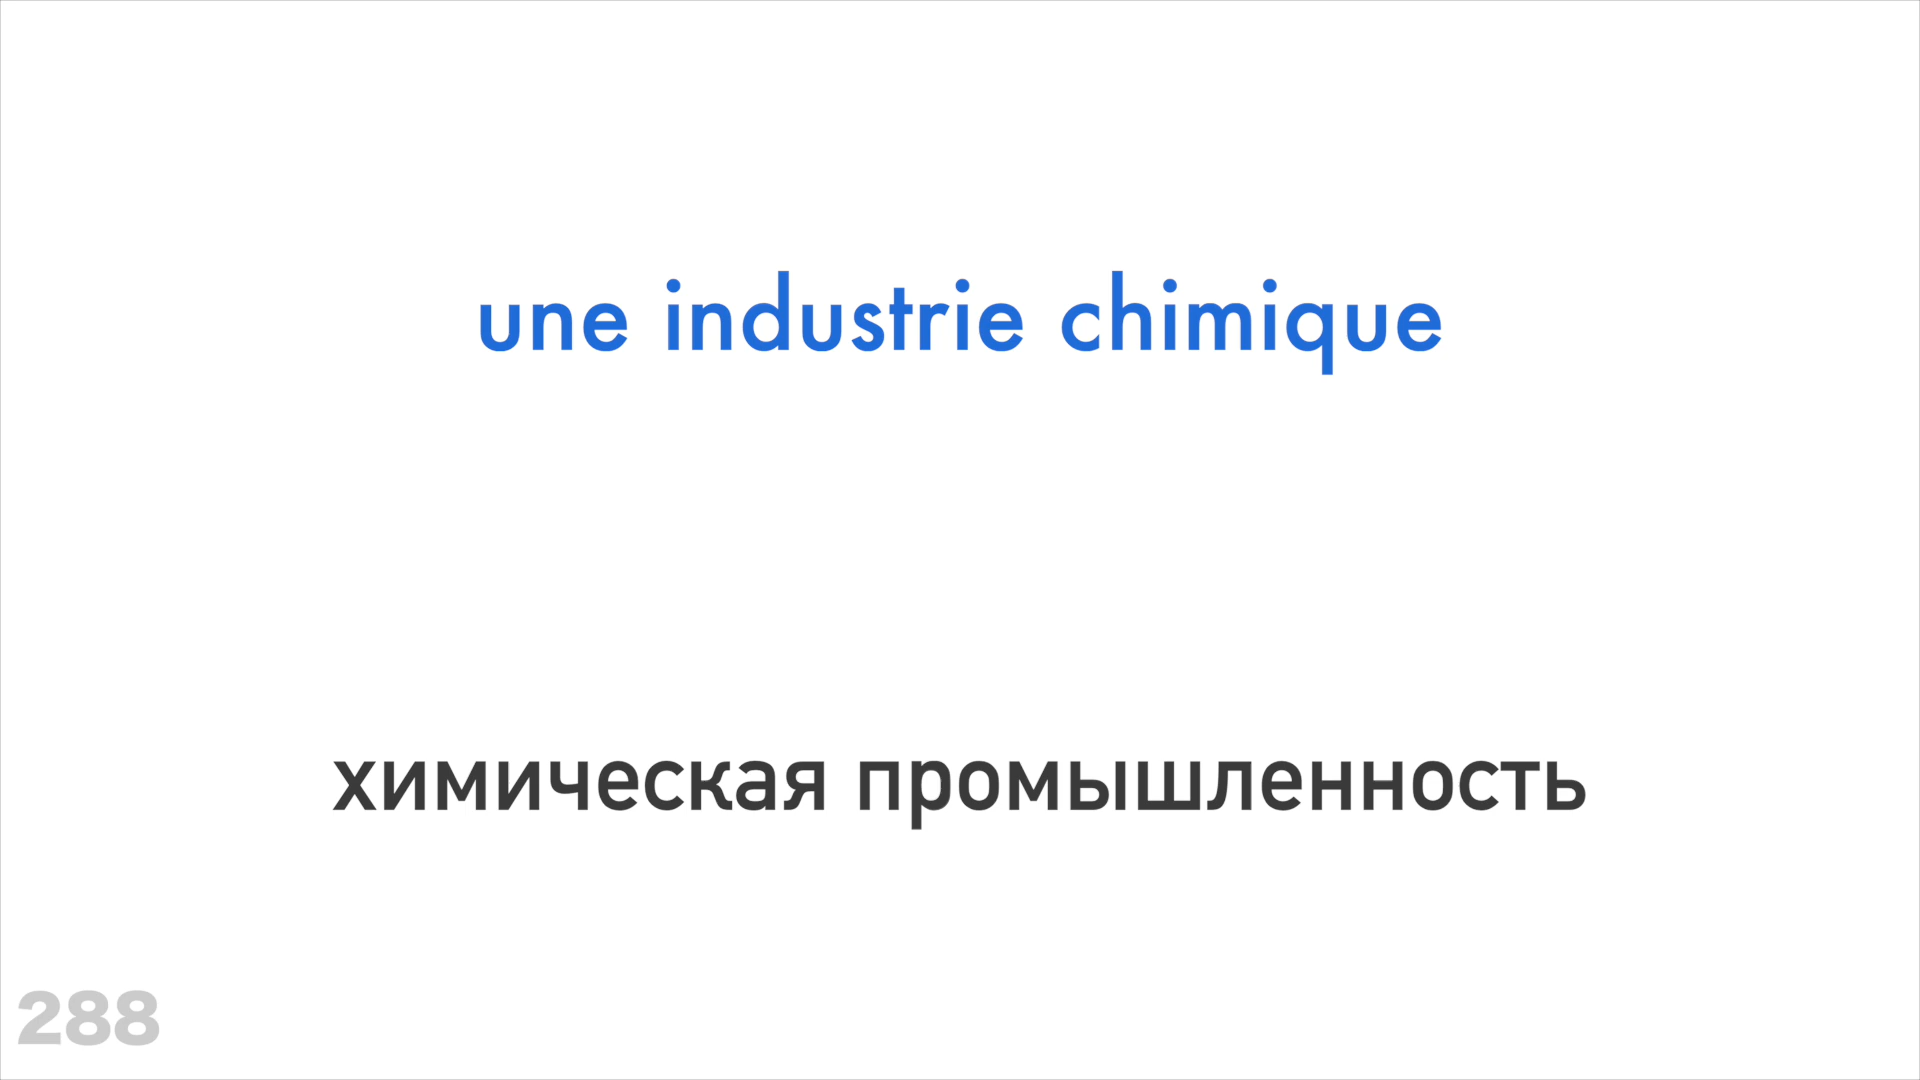 une industrie chimique
химическая промышленность
288